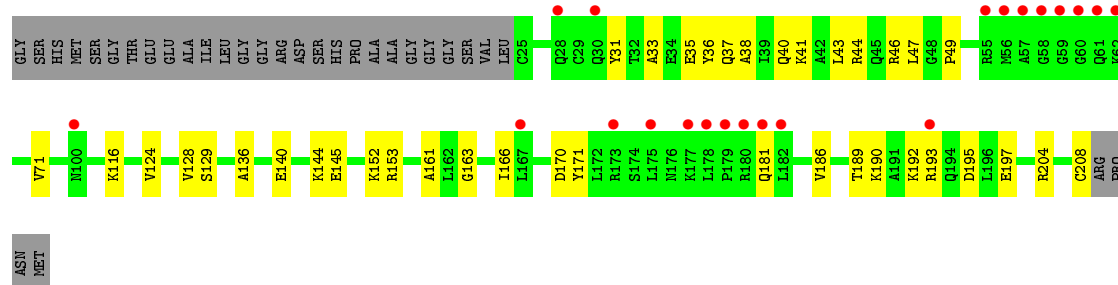 GLY SER HIS MET SER GLY THR GLU GLU ALA ILE LEU GLY GLY ARG ASP SER HIS PRO ALA ALA GLY GLY GLY SER VAL LEU C25 Q28 C29 Q30 Y31 T32 A33 E34 E35 Y36 Q37 A38 I39 Q40 K41 A42 L43 R44 Q45 R46 L47 G48 P49 R55 M56 A57 G58 G59 G60 Q61 K62
V71 N100 K116 V124 V128 S129 A136 E140 K144 E145 K152 R153 A161 L162 G163 I166 L167 D170 Y171 L172 R173 S174 L175 N176 K177 L178 P179 R180 Q181 L182 V186 T189 K190 A191 K192 R193 Q194 D195 L196 E197 R204 C208 ARG PRO
ASN MET